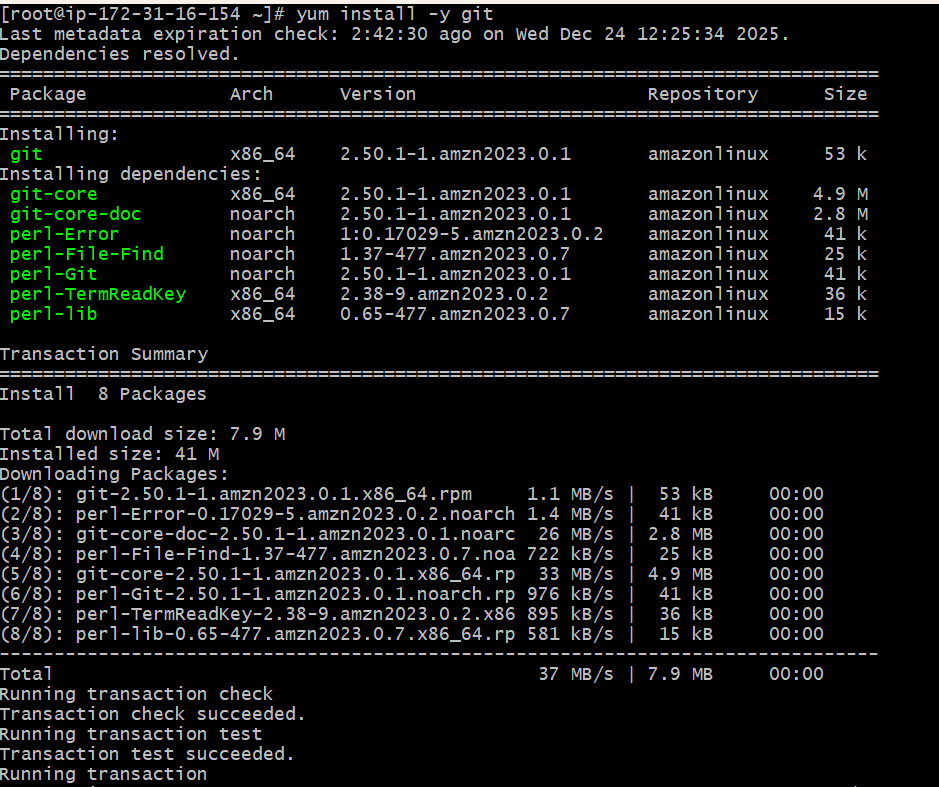 [root@ip-172-31-16-154 ~]# yum install -y git
Last metadata expiration check: 2:42:30 ago on Wed Dec 24 12:25:34 2025.
Dependencies resolved.
================================================================================
 Package             Arch      Version                     Repository      Size
================================================================================
Installing:
 git                 x86_64    2.50.1-1.amzn2023.0.1       amazonlinux     53 k
Installing dependencies:
 git-core            x86_64    2.50.1-1.amzn2023.0.1       amazonlinux    4.9 M
 git-core-doc        noarch    2.50.1-1.amzn2023.0.1       amazonlinux    2.8 M
 perl-Error          noarch    1:0.17029-5.amzn2023.0.2    amazonlinux     41 k
 perl-File-Find      noarch    1.37-477.amzn2023.0.7       amazonlinux     25 k
 perl-Git            noarch    2.50.1-1.amzn2023.0.1       amazonlinux     41 k
 perl-TermReadKey    x86_64    2.38-9.amzn2023.0.2         amazonlinux     36 k
 perl-lib            x86_64    0.65-477.amzn2023.0.7       amazonlinux     15 k

Transaction Summary
================================================================================
Install  8 Packages

Total download size: 7.9 M
Installed size: 41 M
Downloading Packages:
(1/8): git-2.50.1-1.amzn2023.0.1.x86_64.rpm     1.1 MB/s |  53 kB     00:00
(2/8): perl-Error-0.17029-5.amzn2023.0.2.noarch 1.4 MB/s |  41 kB     00:00
(3/8): git-core-doc-2.50.1-1.amzn2023.0.1.noarc  26 MB/s | 2.8 MB     00:00
(4/8): perl-File-Find-1.37-477.amzn2023.0.7.noa 722 kB/s |  25 kB     00:00
(5/8): git-core-2.50.1-1.amzn2023.0.1.x86_64.rp  33 MB/s | 4.9 MB     00:00
(6/8): perl-Git-2.50.1-1.amzn2023.0.1.noarch.rp 976 kB/s |  41 kB     00:00
(7/8): perl-TermReadKey-2.38-9.amzn2023.0.2.x86 895 kB/s |  36 kB     00:00
(8/8): perl-lib-0.65-477.amzn2023.0.7.x86_64.rp 581 kB/s |  15 kB     00:00
--------------------------------------------------------------------------------
Total                                            37 MB/s | 7.9 MB     00:00
Running transaction check
Transaction check succeeded.
Running transaction test
Transaction test succeeded.
Running transaction